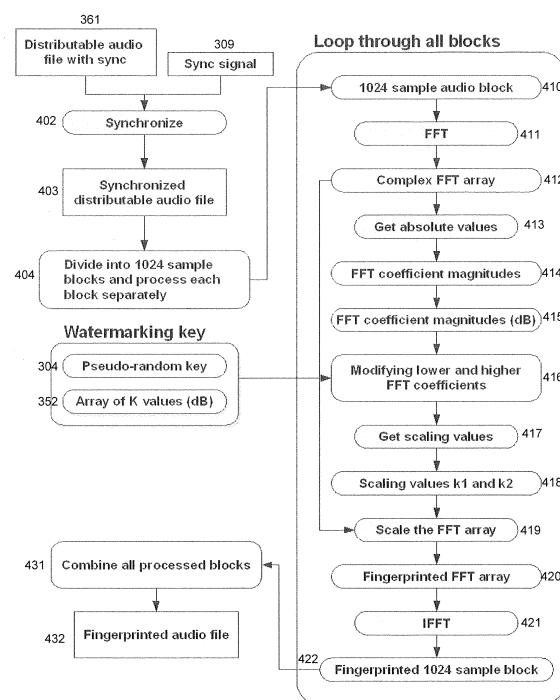 361
Distributable audio
file with sync
309
Sync signal
402
Synchronize
403
Synchronized
distributable audio file
404
Divide into 1024 sample
blocks and process each
block separately
Watermarking key
304
Pseudo-random key
352
Array of K values (dB)
Loop through all blocks
1024 sample audio block
410
FFT
411
Complex FFT array
412
Get absolute values
413
FFT coefficient magnitudes
414
FFT coefficient magnitudes (dB)
415
Modifying lower and higher
FFT coefficients
416
Get scaling values
417
Scaling values k1 and k2
418
Scale the FFT array
419
Fingerprinted FFT array
420
IFFT
421
422
Fingerprinted 1024 sample block
431
Combine all processed blocks
432
Fingerprinted audio file